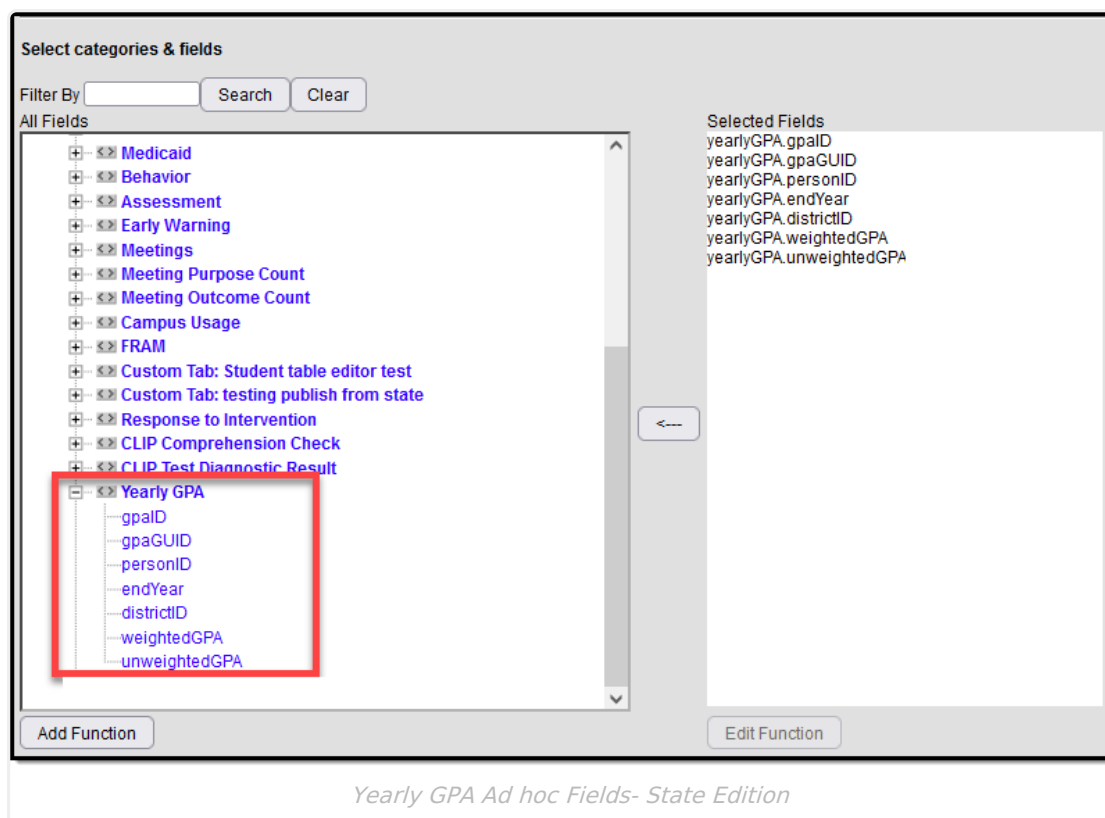 Select categories & fields
Filter By Search Clear
All Fields
Medicaid
Behavior
Assessment
Early Warning
Meetings
Meeting Purpose Count
Meeting Outcome Count
Campus Usage
FRAM
Custom Tab: Student table editor test
Custom Tab: testing publish from state
Response to Intervention
CLIP Comprehension Check
CLIP Test Diagnostic Result
Yearly GPA
gpaID
gpaGUID
personID
endYear
districtID
weightedGPA
unweightedGPA
Add Function
<---
Selected Fields
yearlyGPA.gpaID
yearlyGPA.gpaGUID
yearlyGPA.personID
yearlyGPA.endYear
yearlyGPA.districtID
yearlyGPA.weightedGPA
yearlyGPA.unweightedGPA
Edit Function
Yearly GPA Ad hoc Fields- State Edition